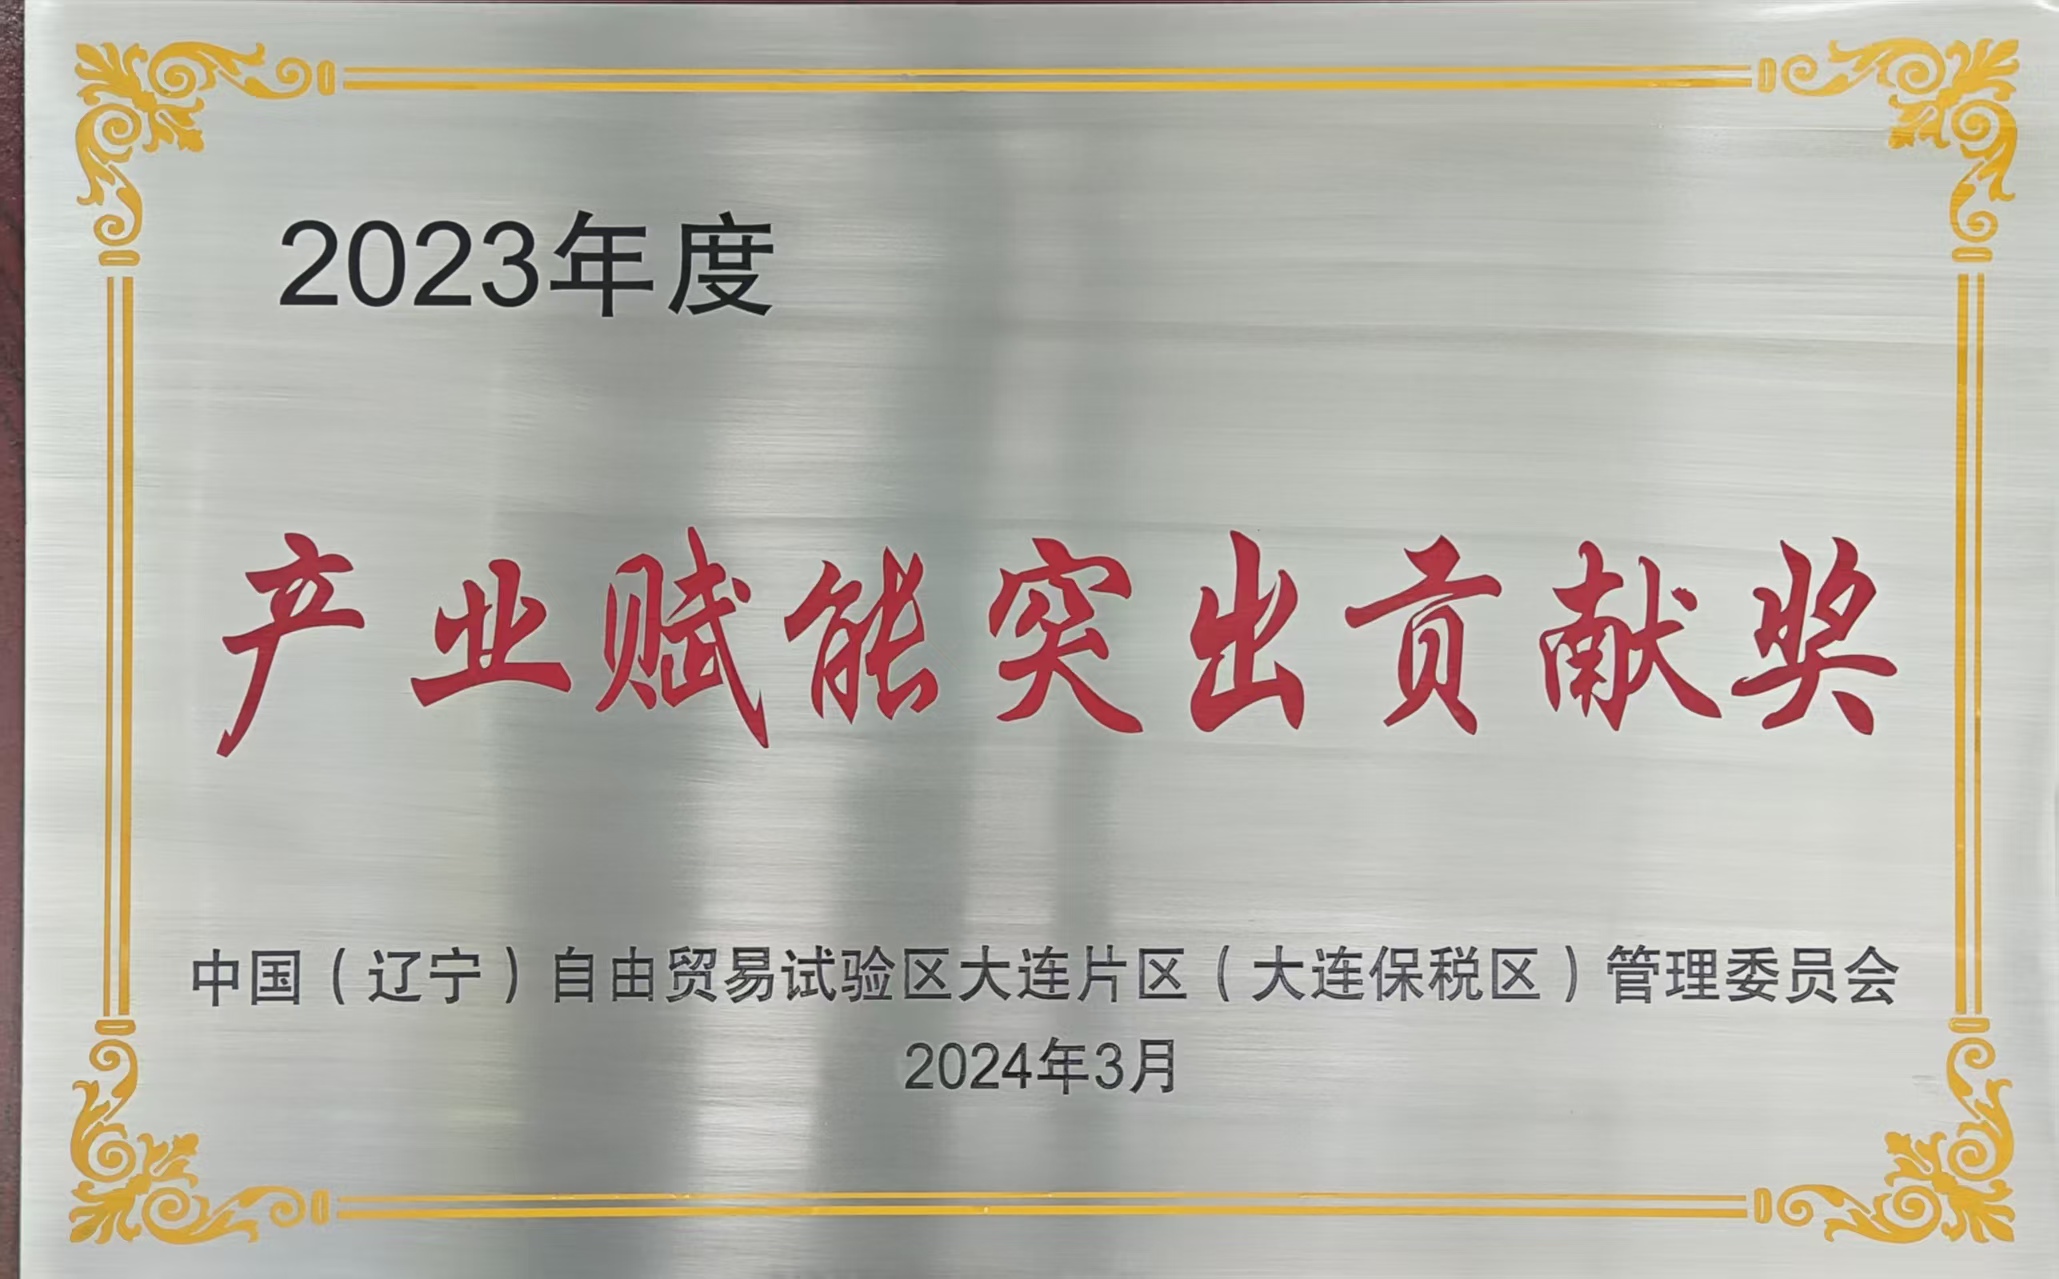 2023年度
产业赋能突出贡献奖
中国（辽宁）自由贸易试验区大连片区（大连保税区）管理委员会
2024年3月